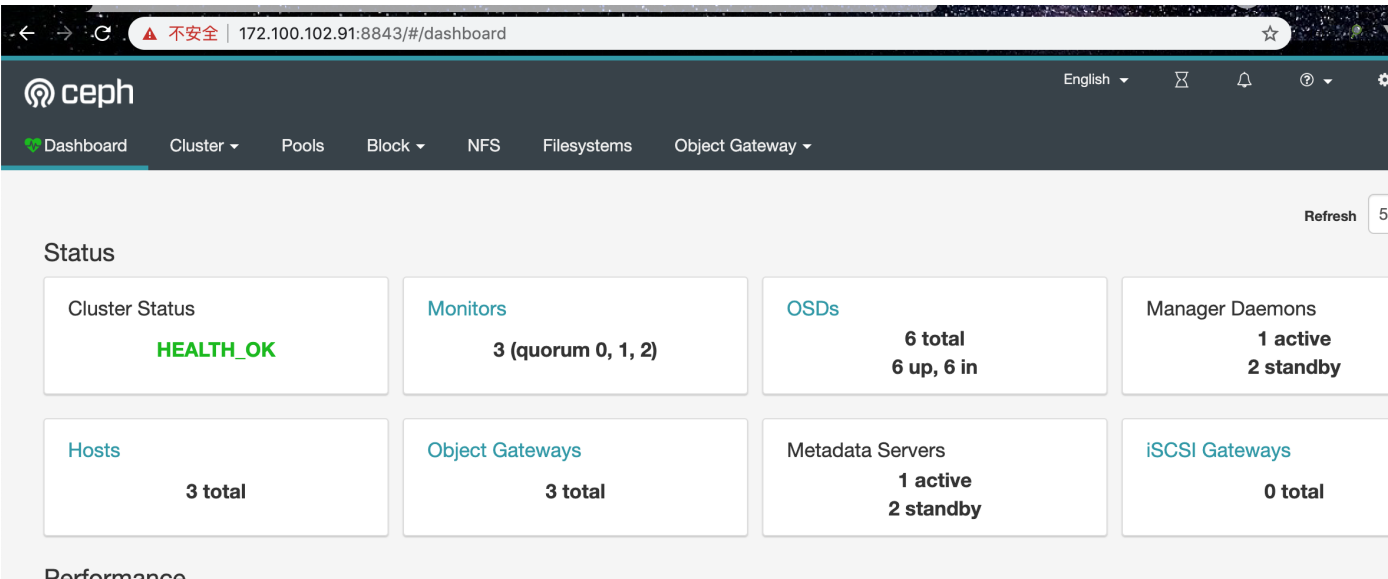 不安全 172.100.102.91:8843/#/dashboard
ceph
English
Dashboard Cluster Pools Block NFS Filesystems Object Gateway
Refresh 5
Status
Cluster Status
HEALTH_OK
Monitors
3 (quorum 0, 1, 2)
OSDs
6 total
6 up, 6 in
Manager Daemons
1 active
2 standby
Hosts
3 total
Object Gateways
3 total
Metadata Servers
1 active
2 standby
iSCSI Gateways
0 total
Performance